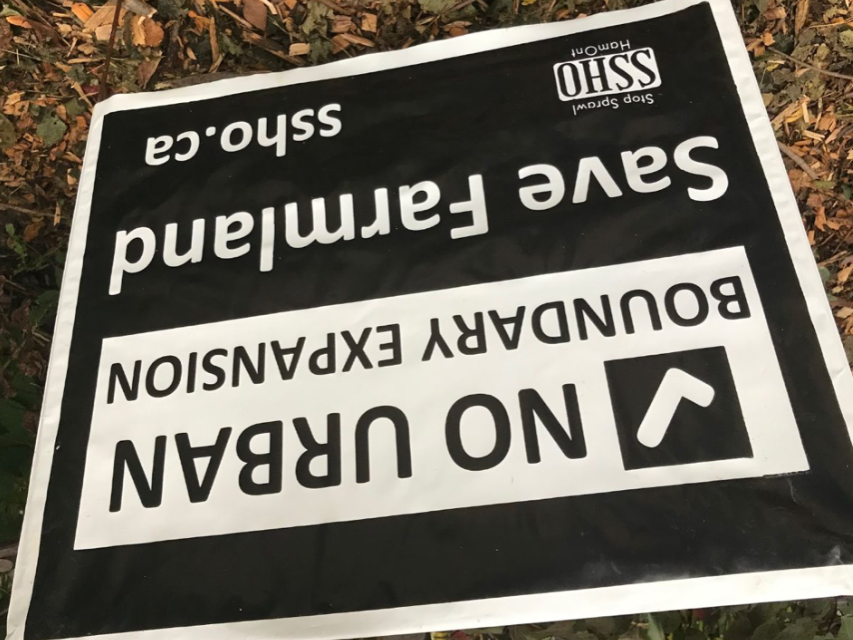 NO URBAN
BOUNDARY EXPANSION
Save Farmland
Stop Sprawl
SSHO
HamOnt
ssho.ca